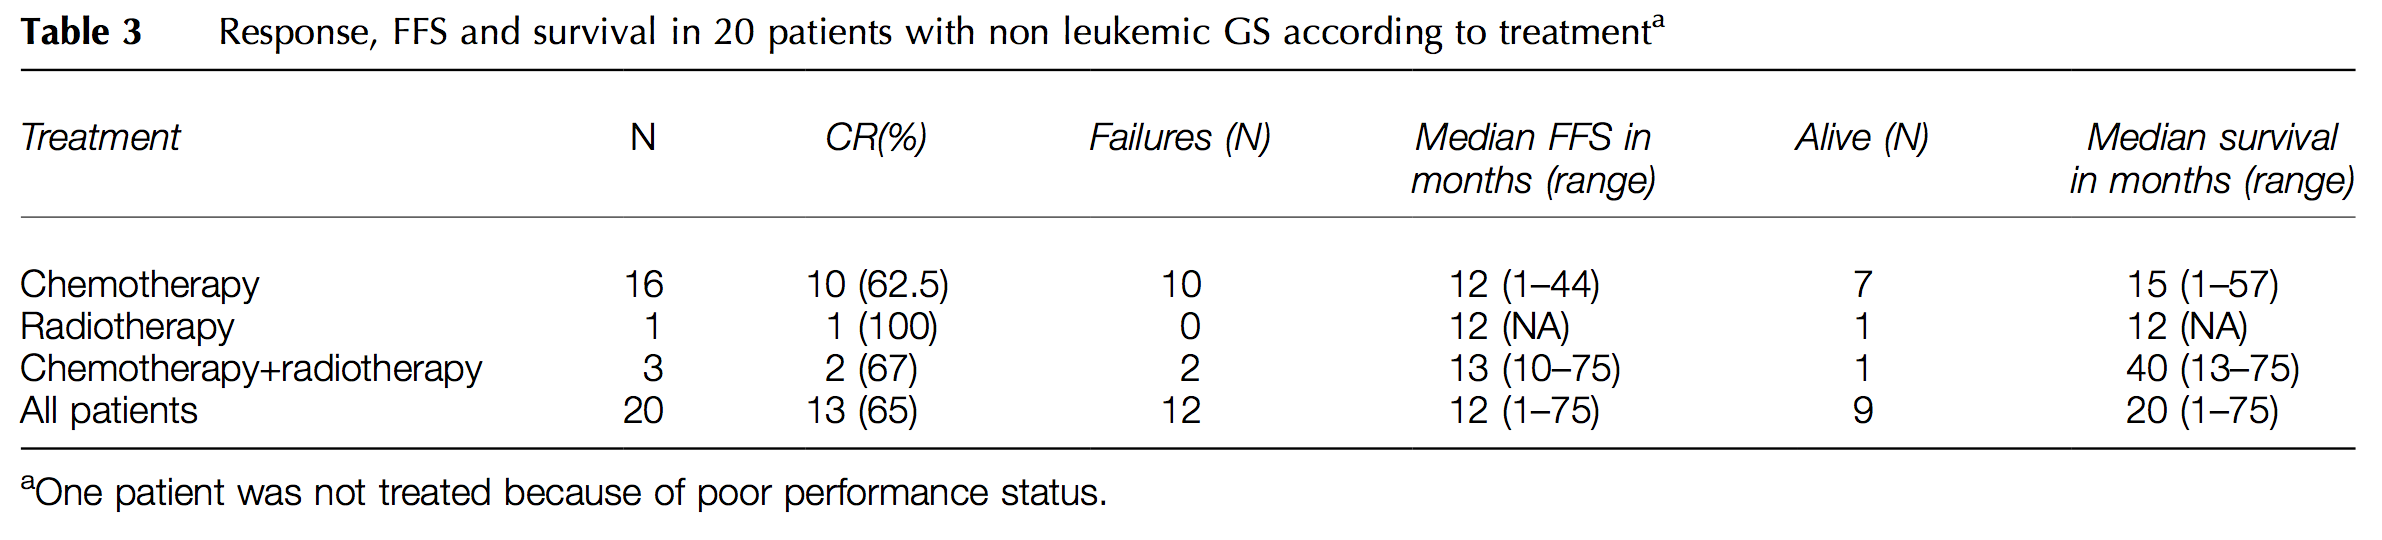 Table 3 Response, FFS and survival in 20 patients with non leukemic GS according to treatmentᵃ
Treatment N CR(%) Failures (N) Median FFS in months (range) Alive (N) Median survival in months (range)
Chemotherapy 16 10 (62.5) 10 12 (1–44) 7 15 (1–57)
Radiotherapy 1 1 (100) 0 12 (NA) 1 12 (NA)
Chemotherapy+radiotherapy 3 2 (67) 2 13 (10–75) 1 40 (13–75)
All patients 20 13 (65) 12 12 (1–75) 9 20 (1–75)
ᵃOne patient was not treated because of poor performance status.